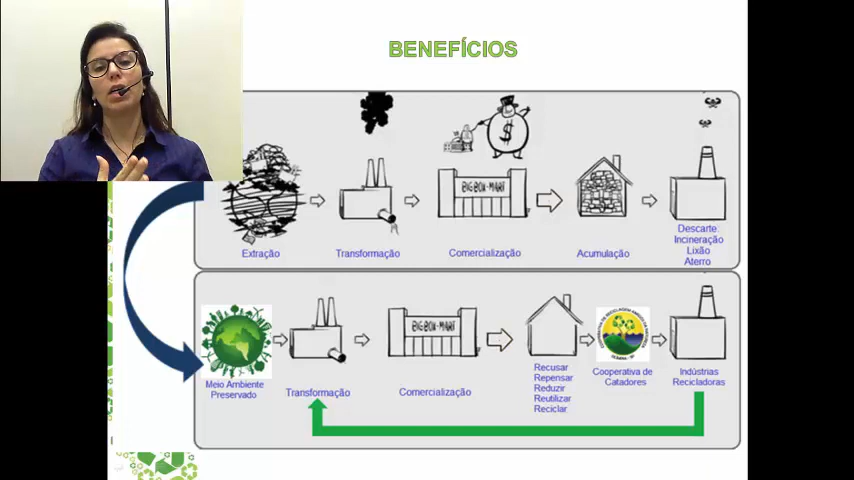 BENEFÍCIOS
$
BIGBOX-MART
Extração
Transformação
Comercialização
Acumulação
Descarte:
Incineração
Lixão
Aterro
BIGBOX-MART
Meio Ambiente
Preservado
Transformação
Comercialização
Recusar
Repensar
Reduzir
Reutilizar
Reciclar
Cooperativa de
Catadores
Indústrias
Recicladoras